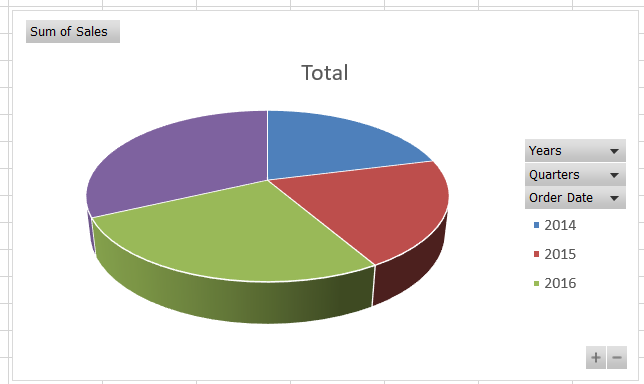 Sum of Sales
Total
Years
Quarters
Order Date
2014
2015
2016
+ −